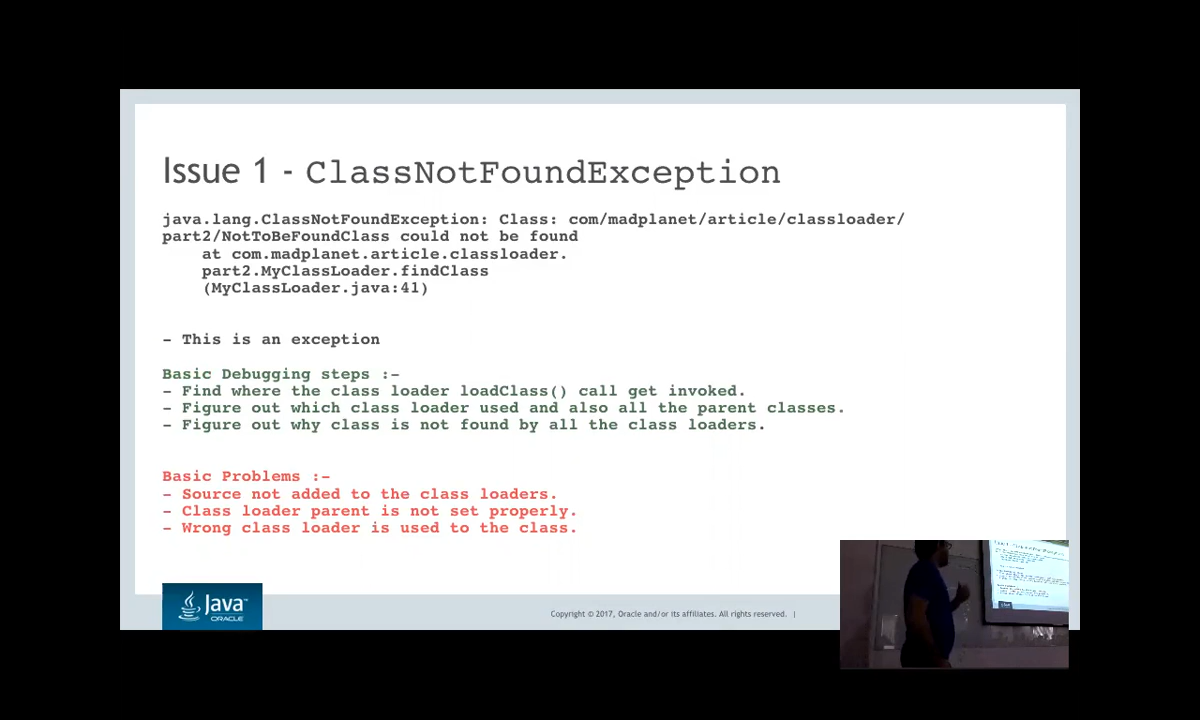 Issue 1 - ClassNotFoundException
java.lang.ClassNotFoundException: Class: com/madplanet/article/classloader/
part2/NotToBeFoundClass could not be found
at com.madplanet.article.classloader.
part2.MyClassLoader.findClass
(MyClassLoader.java:41)
- This is an exception
Basic Debugging steps :-
- Find where the class loader loadClass() call get invoked.
- Figure out which class loader used and also all the parent classes.
- Figure out why class is not found by all the class loaders.
Basic Problems :-
- Source not added to the class loaders.
- Class loader parent is not set properly.
- Wrong class loader is used to the class.
Java™
ORACLE
Copyright © 2017, Oracle and/or its affiliates. All rights reserved. |